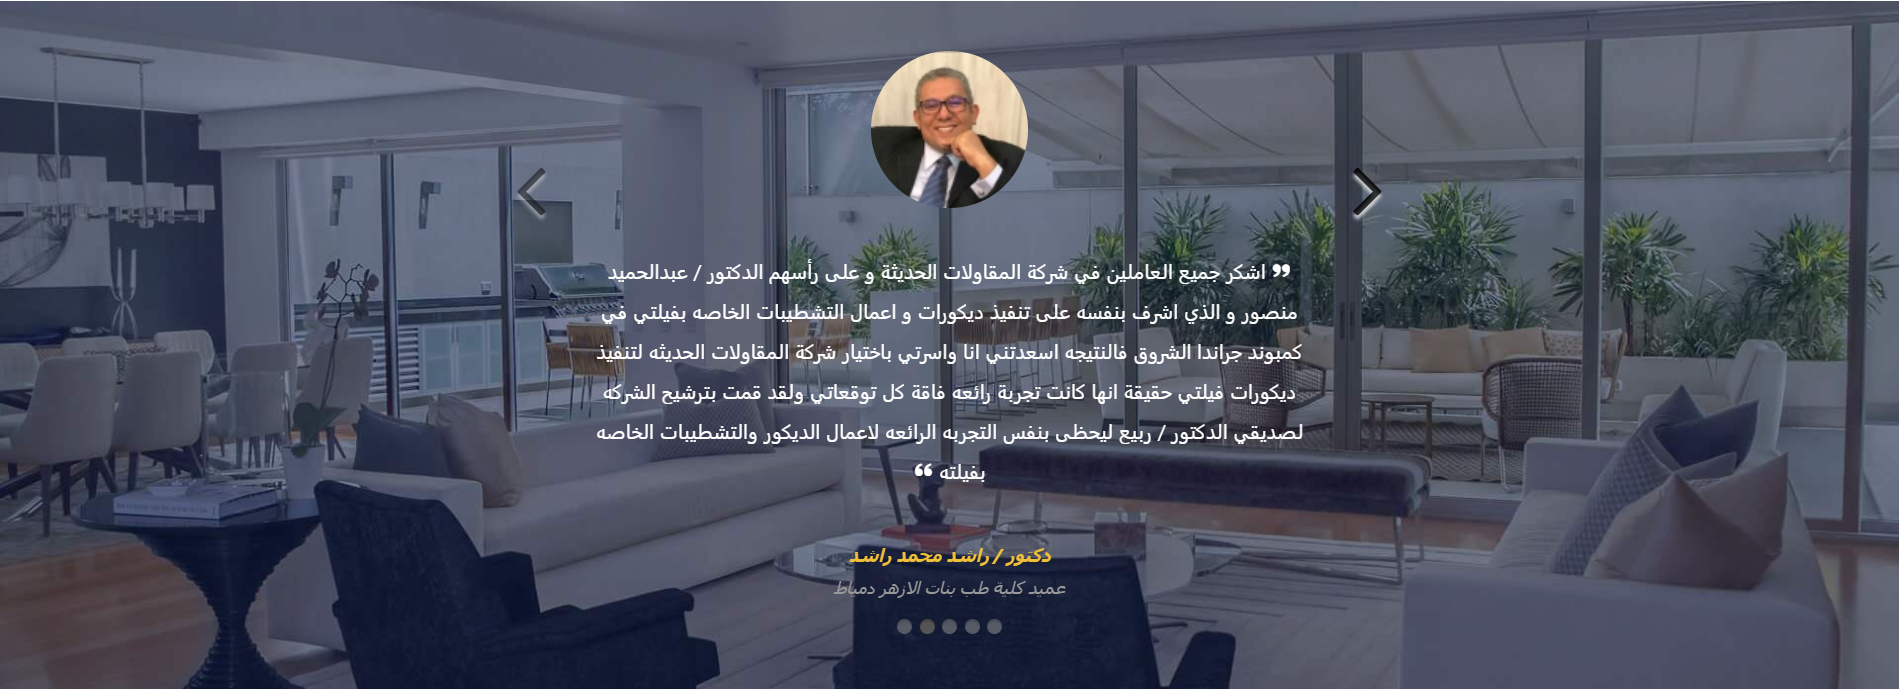 ❞ اشكر جميع العاملين في شركة المقاولات الحديثة و على رأسهم الدكتور / عبدالحميد
منصور و الذي اشرف بنفسه على تنفيذ ديكورات و اعمال التشطيبات الخاصه بفيلتي في
كمبوند جراندا الشروق فالنتيجه اسعدتني انا واسرتي باختيار شركة المقاولات الحديثه لتنفيذ
ديكورات فيلتي حقيقة انها كانت تجربة رائعه فاقة كل توقعاتي ولقد قمت بترشيح الشركه
لصديقي الدكتور / ربيع ليحظى بنفس التجربه الرائعه لاعمال الديكور والتشطيبات الخاصه
بفيلته ❝
دكتور / راشد محمد راشد
عميد كلية طب بنات الازهر دمياط